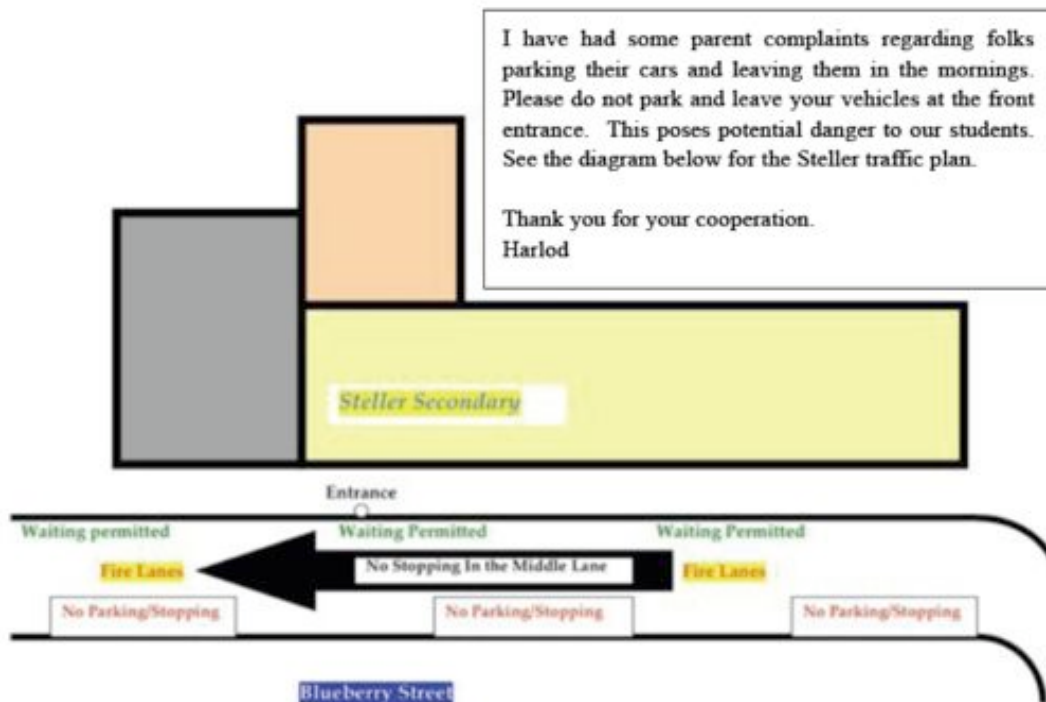 I have had some parent complaints regarding folks
parking their cars and leaving them in the mornings.
Please do not park and leave your vehicles at the front
entrance. This poses potential danger to our students.
See the diagram below for the Steller traffic plan.
Thank you for your cooperation.
Harlod
Steller Secondary
Entrance
Waiting permitted
Waiting Permitted
Waiting Permitted
Fire Lanes
No Stopping In the Middle Lane
Fire Lanes
No Parking/Stopping
No Parking/Stopping
No Parking/Stopping
Blueberry Street